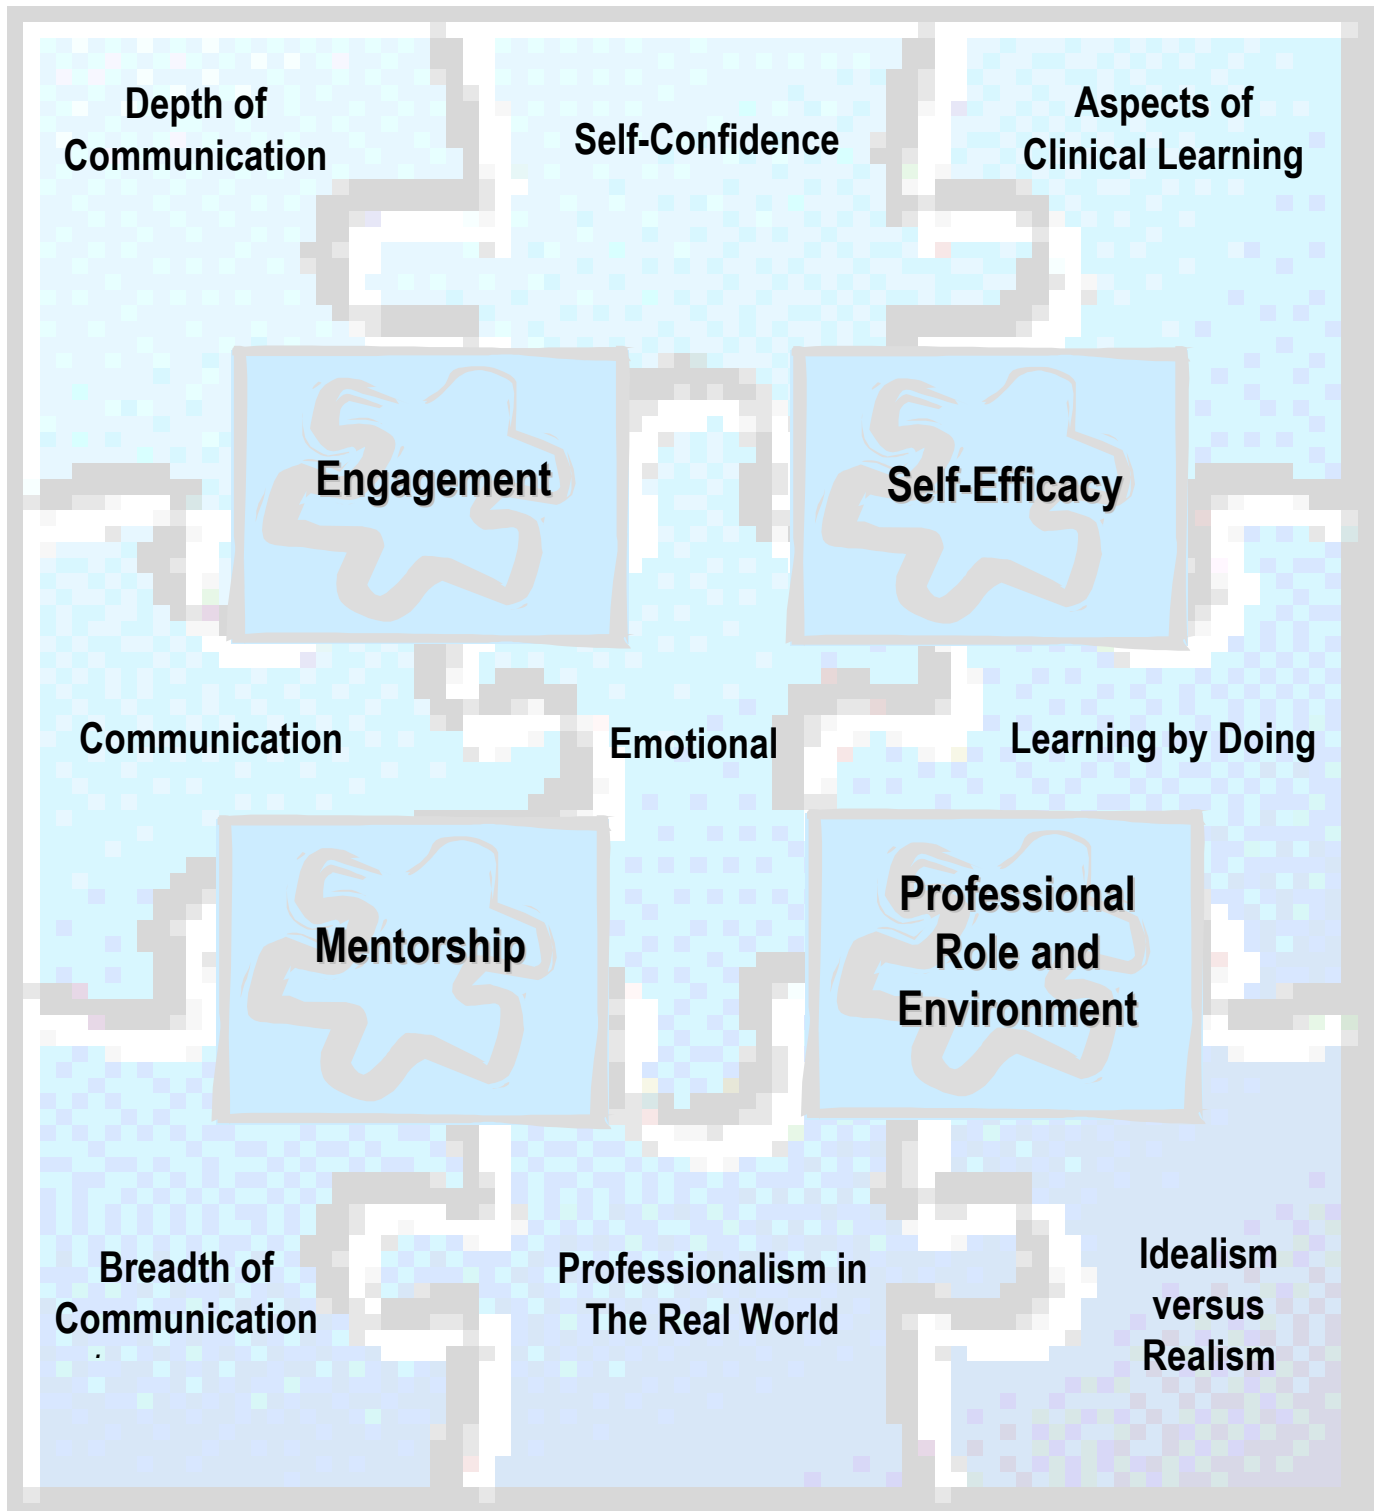 Depth of
Communication
Self-Confidence
Aspects of
Clinical Learning
Engagement
Self-Efficacy
Communication
Emotional
Learning by Doing
Mentorship
Professional
Role and
Environment
Breadth of
Communication
Professionalism in
The Real World
Idealism
versus
Realism